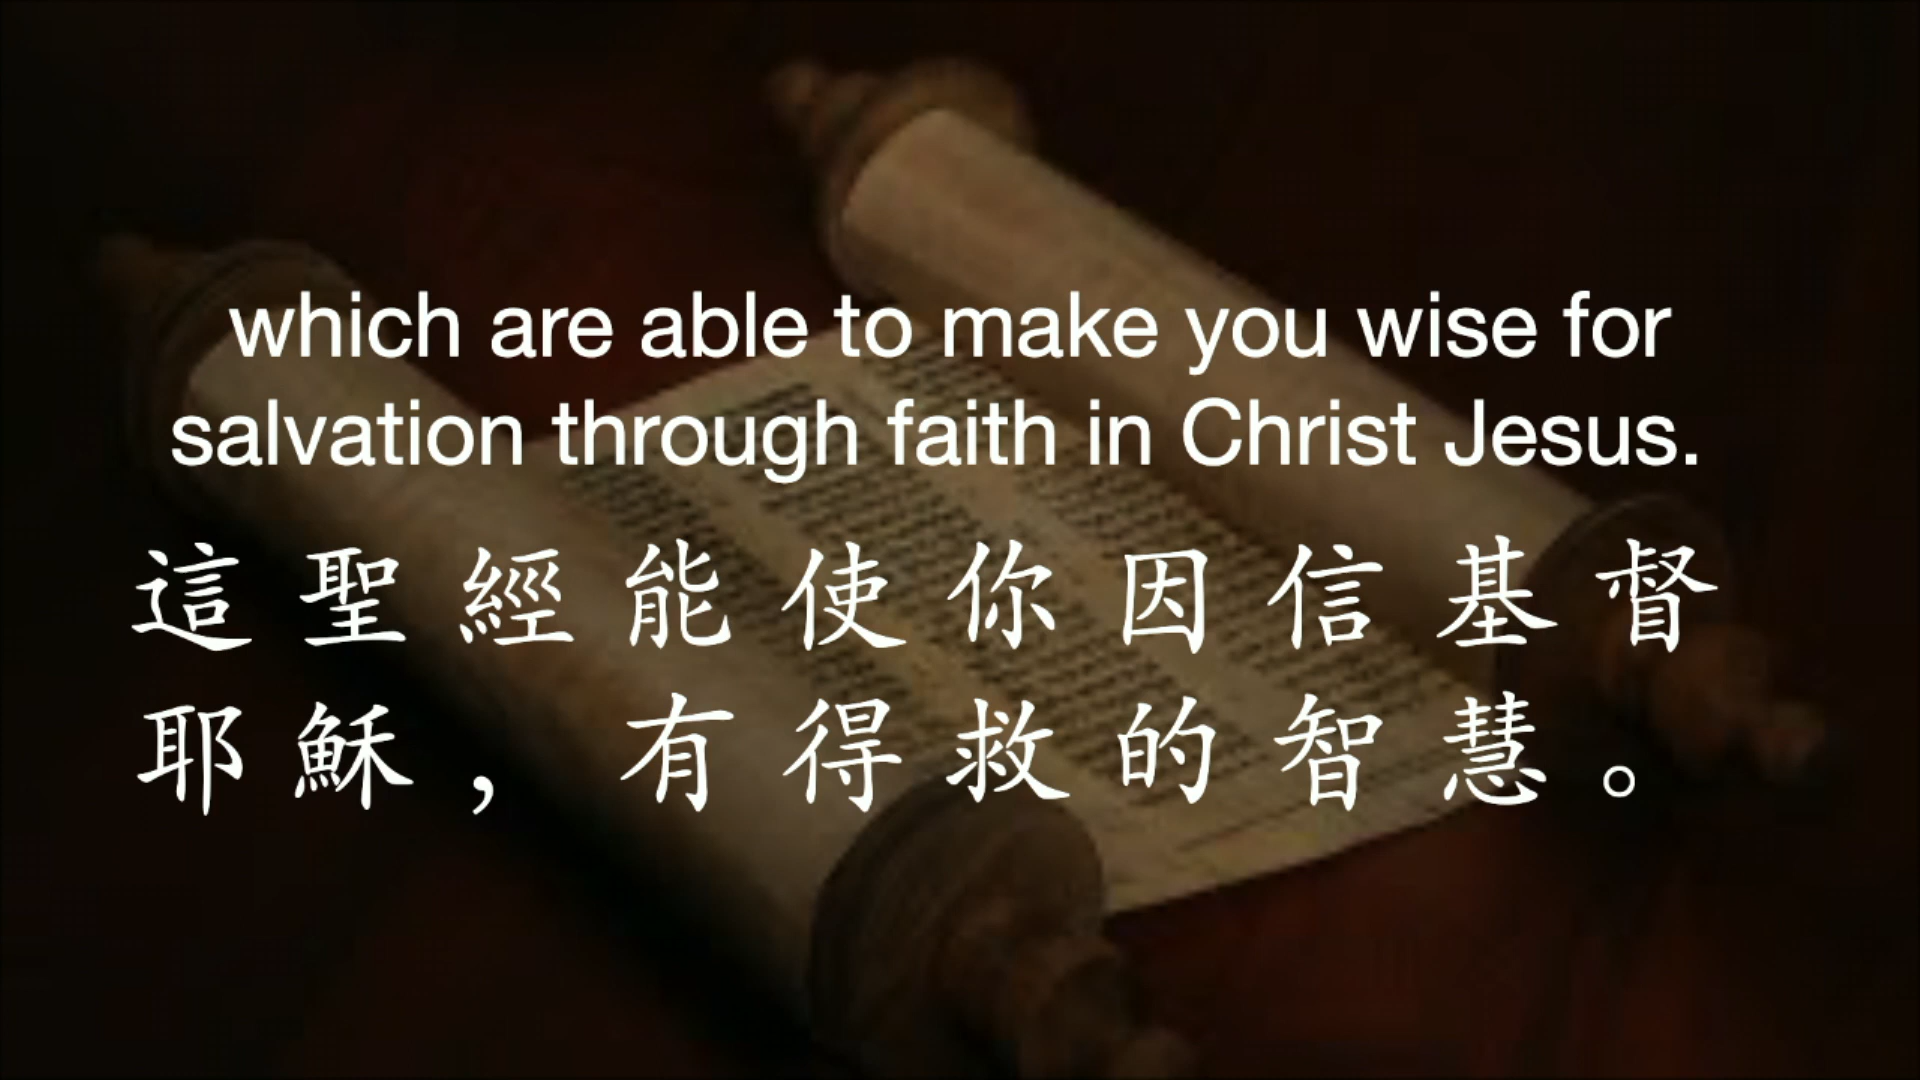 which are able to make you wise for
salvation through faith in Christ Jesus.
這聖經能使你因信基督
耶穌，有得救的智慧。